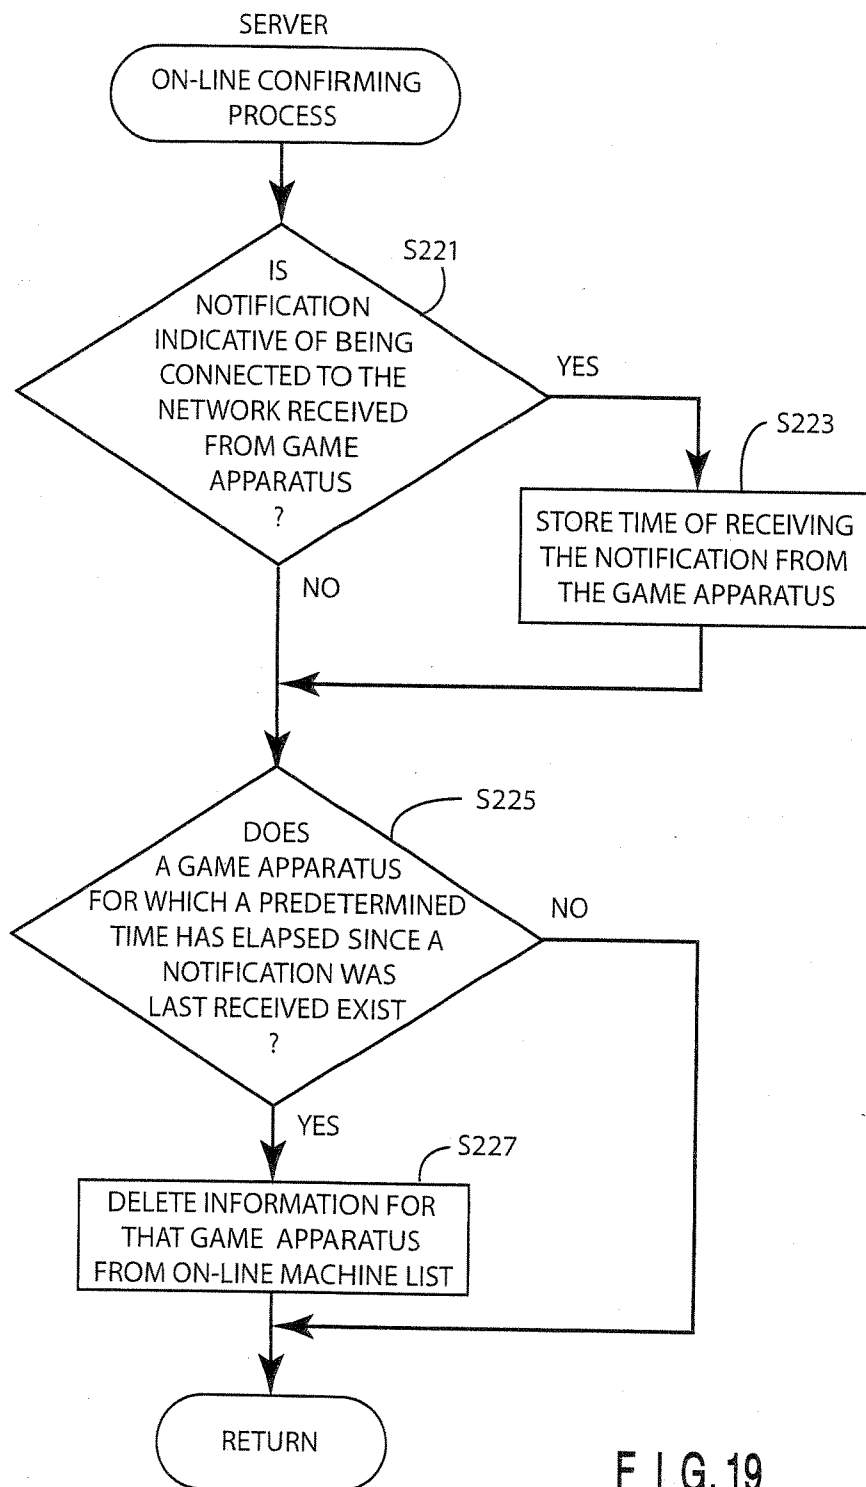 SERVER
ON-LINE CONFIRMING
PROCESS
S221
IS
NOTIFICATION
INDICATIVE OF BEING
CONNECTED TO THE
NETWORK RECEIVED
FROM GAME
APPARATUS
?
YES
S223
STORE TIME OF RECEIVING
THE NOTIFICATION FROM
THE GAME APPARATUS
NO
S225
DOES
A GAME APPARATUS
FOR WHICH A PREDETERMINED
TIME HAS ELAPSED SINCE A
NOTIFICATION WAS
LAST RECEIVED EXIST
?
NO
YES
S227
DELETE INFORMATION FOR
THAT GAME APPARATUS
FROM ON-LINE MACHINE LIST
RETURN
FIG. 19